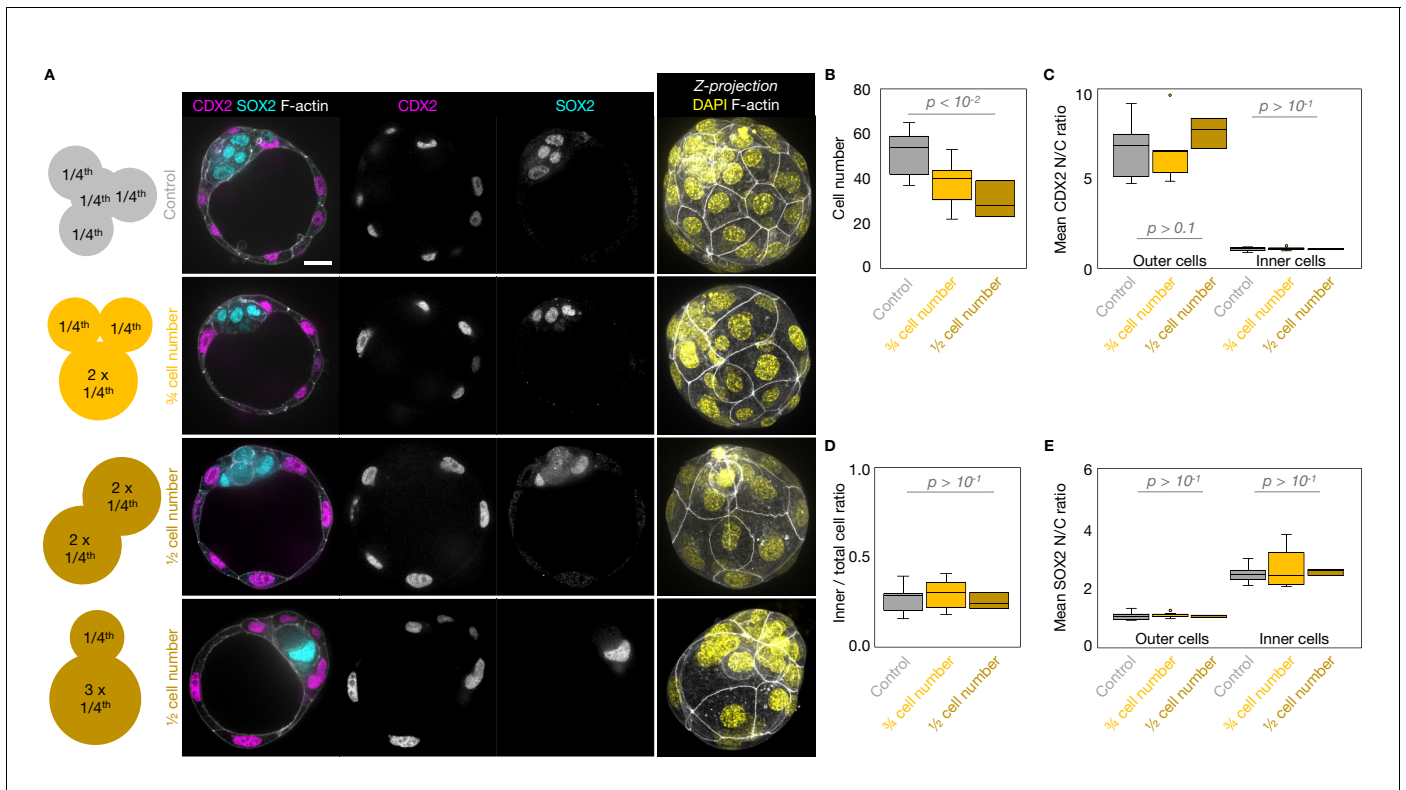 A
CDX2 SOX2 F-actin
CDX2
SOX2
Z-projection
DAPI F-actin
1/4th
1/4th 1/4th
1/4th
Control
1/4th 1/4th
2 x
1/4th
¾ cell number
2 x
1/4th
2 x
1/4th
½ cell number
1/4th
3 x
1/4th
½ cell number
B
Cell number
80
60
40
20
0
p < 10-2
Control
¾ cell number
½ cell number
C
Mean CDX2 N/C ratio
10
5
0
p > 10-1
p > 0.1
Outer cells
Inner cells
Control
¾ cell number
½ cell number
Control
¾ cell number
½ cell number
D
Inner / total cell ratio
1.0
0.5
0.0
p > 10-1
Control
¾ cell number
½ cell number
E
Mean SOX2 N/C ratio
6
4
2
0
p > 10-1
p > 10-1
Outer cells
Inner cells
Control
¾ cell number
½ cell number
Control
¾ cell number
½ cell number